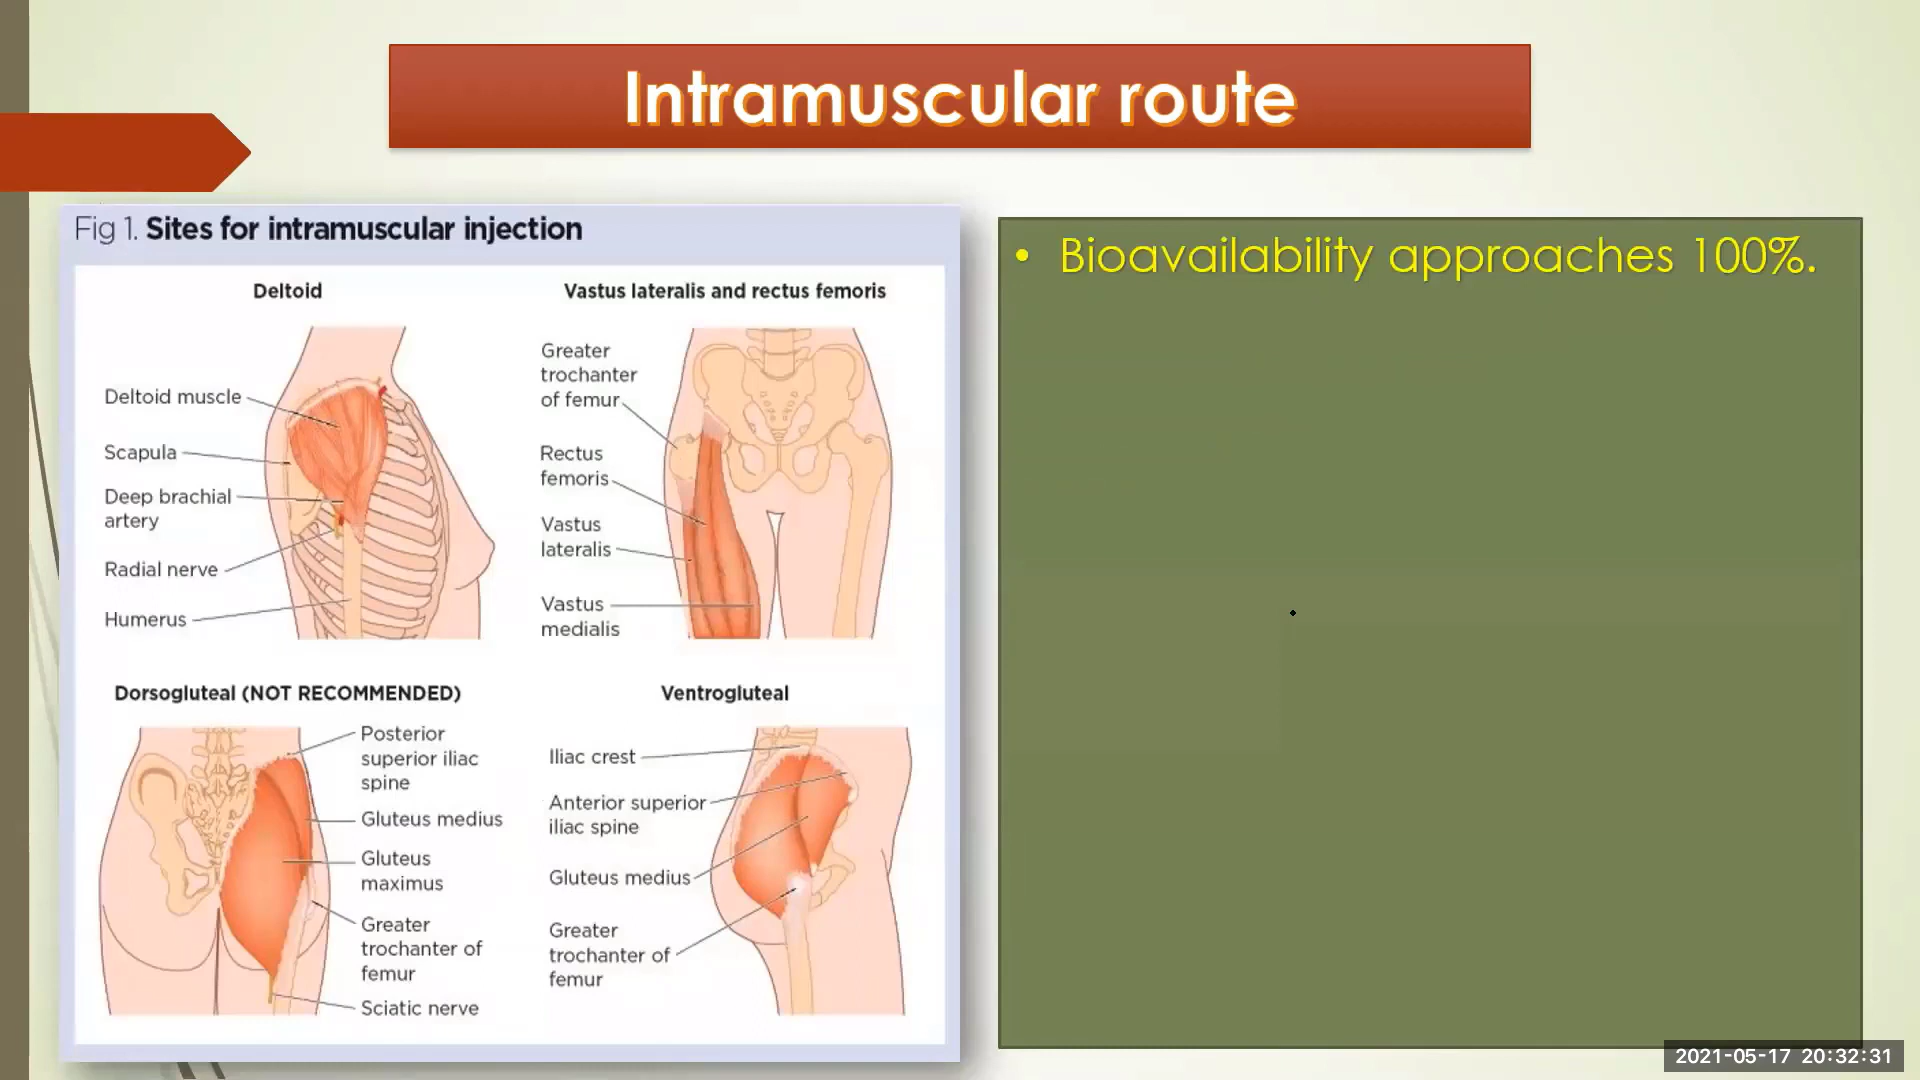 Intramuscular route
Fig 1. Sites for intramuscular injection
Deltoid
Deltoid muscle
Scapula
Deep brachial
artery
Radial nerve
Humerus
Vastus lateralis and rectus femoris
Greater
trochanter
of femur
Rectus
femoris
Vastus
lateralis
Vastus
medialis
Dorsogluteal (NOT RECOMMENDED)
Posterior
superior iliac
spine
Gluteus medius
Gluteus
maximus
Greater
trochanter of
femur
Sciatic nerve
Ventrogluteal
Iliac crest
Anterior superior
iliac spine
Gluteus medius
Greater
trochanter of
femur
• Bioavailability approaches 100%.
2021-05-17 20:32:31